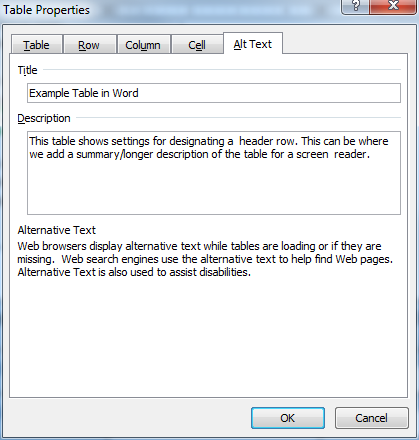 Table Properties
Table Row Column Cell Alt Text
Title
Example Table in Word
Description
This table shows settings for designating a header row. This can be where
we add a summary/longer description of the table for a screen reader.
Alternative Text
Web browsers display alternative text while tables are loading or if they are
missing. Web search engines use the alternative text to help find Web pages.
Alternative Text is also used to assist disabilities.
OK Cancel